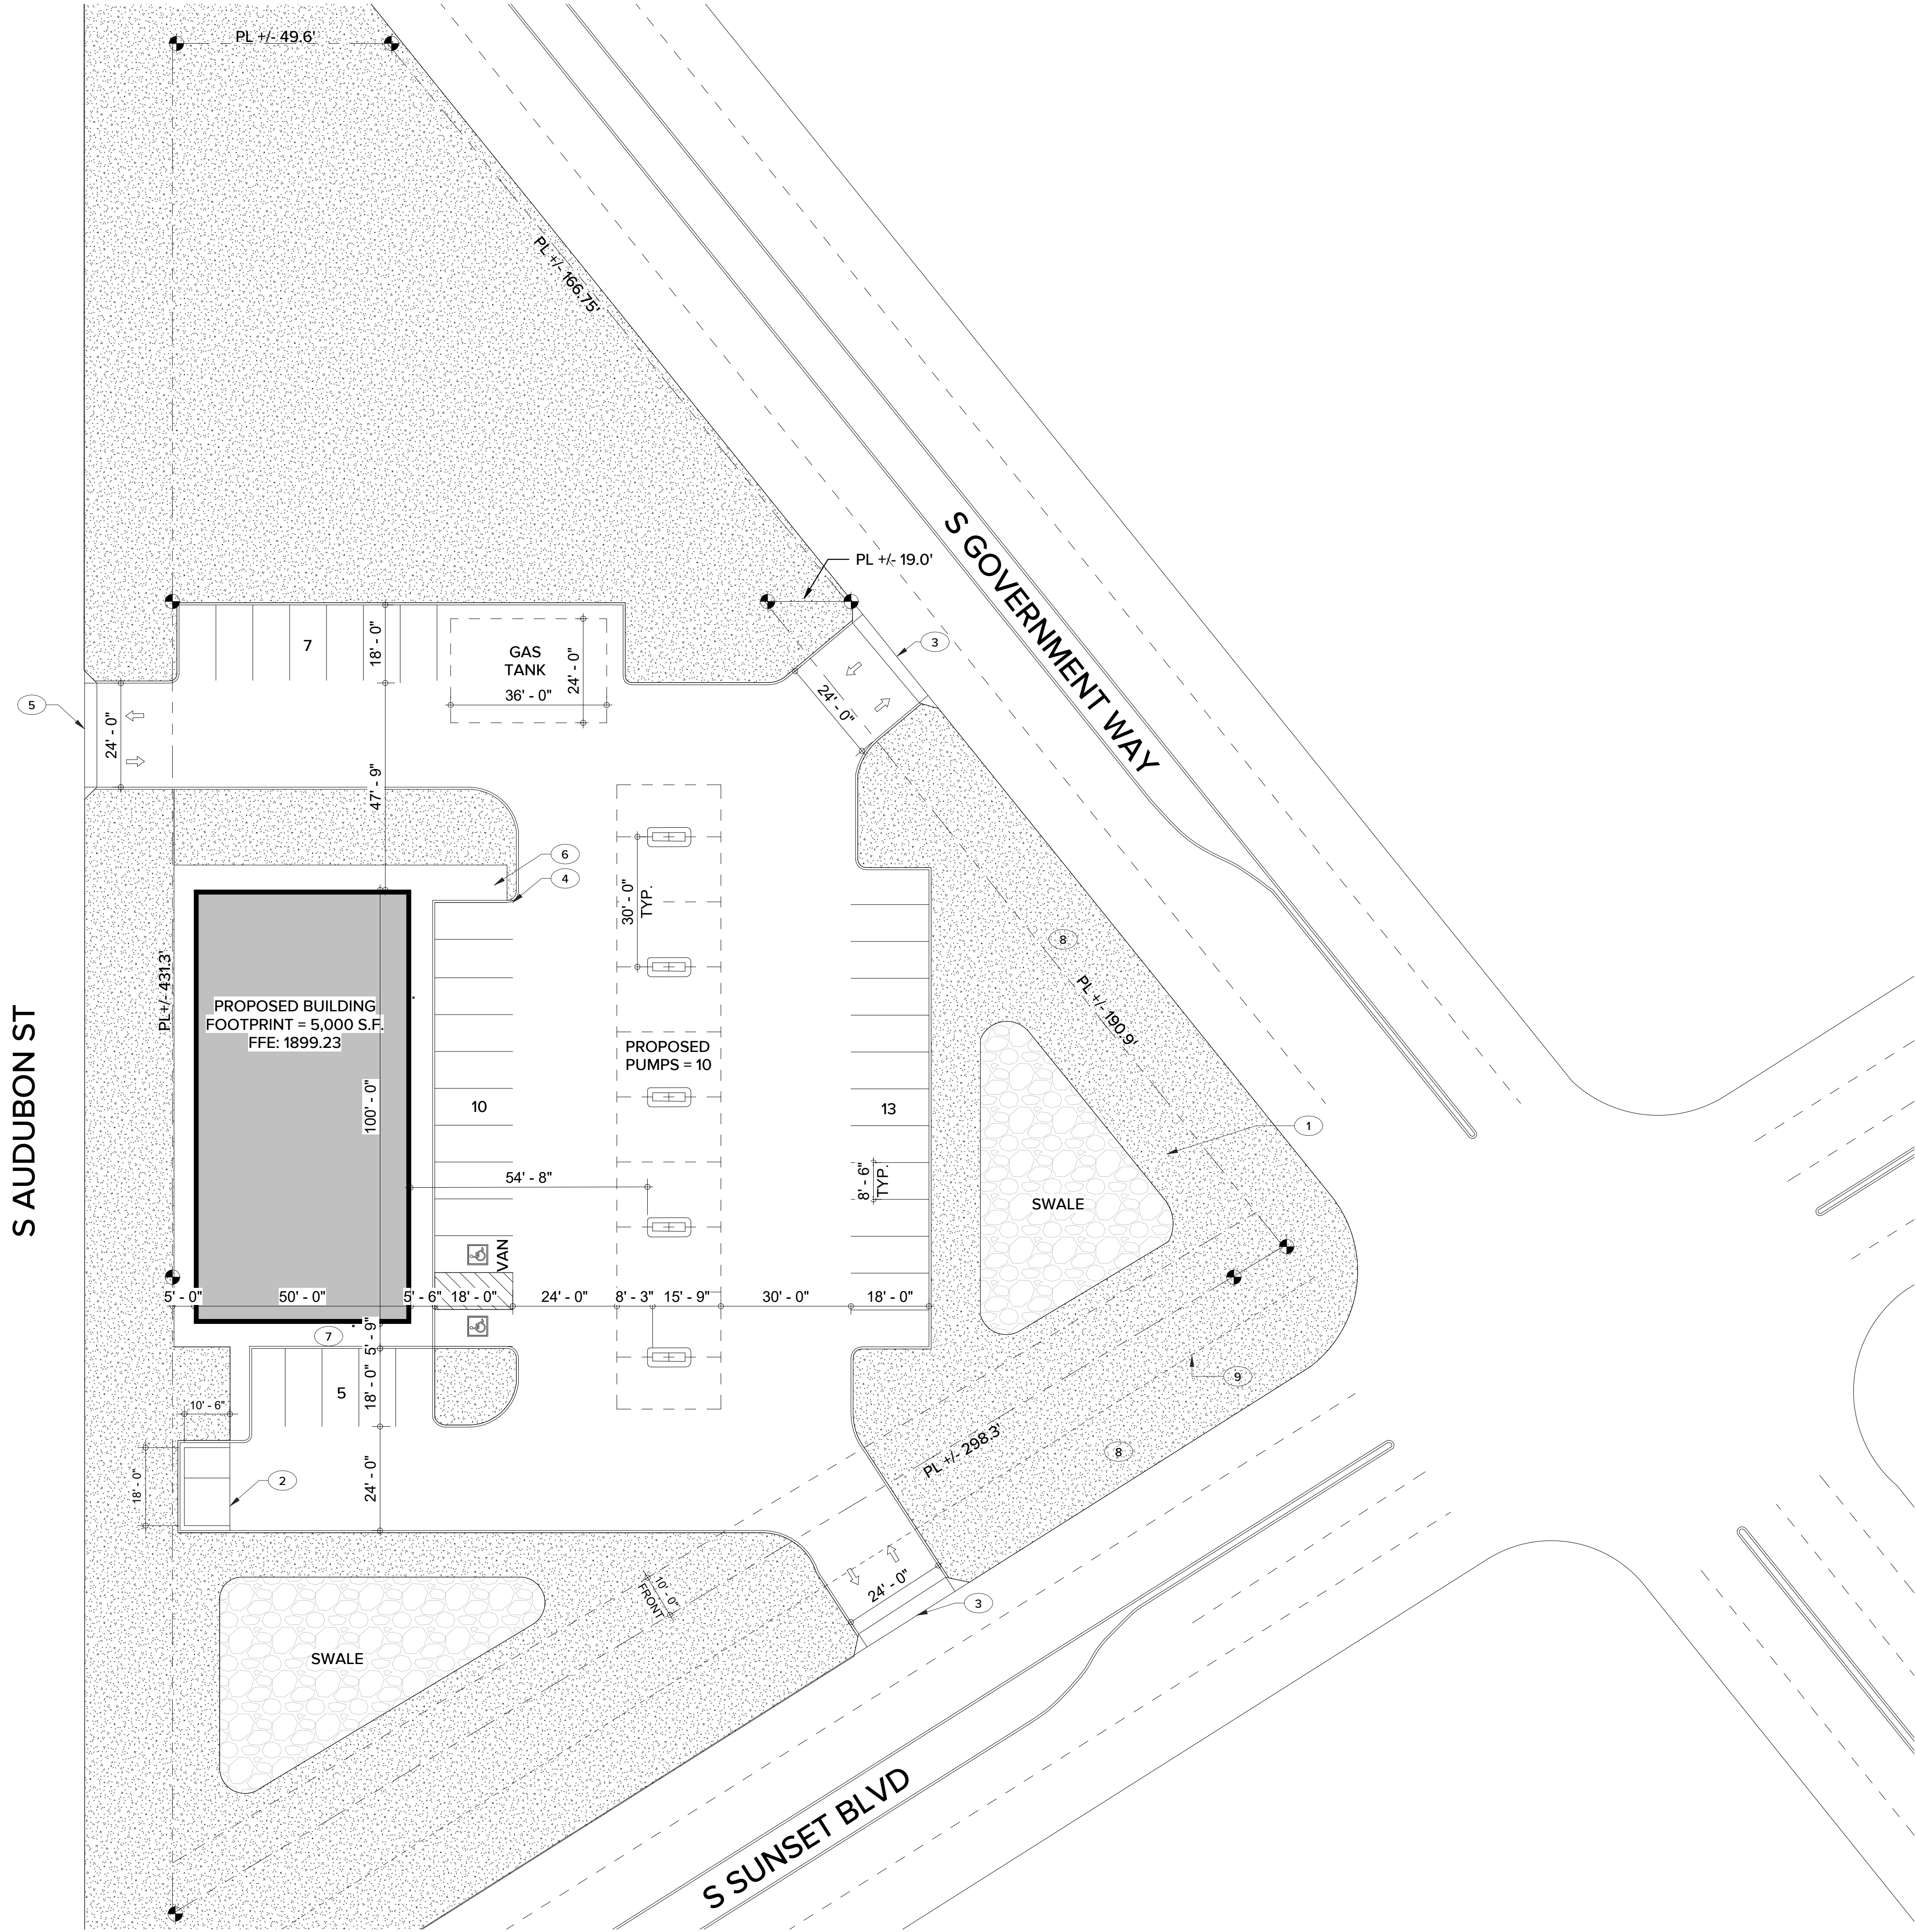 PL +/- 49.6'
PL +/- 166.75'
PL +/- 19.0'
S GOVERNMENT WAY
3
7
18' - 0"
GAS
TANK
24' - 0"
36' - 0"
24' - 0"
5
24' - 0"
47' - 9"
6
4
30' - 0"
TYP.
8
PL +/- 431.3'
PL +/- 190.9'
PROPOSED BUILDING
FOOTPRINT = 5,000 S.F.
FFE: 1899.23
PROPOSED
PUMPS = 10
S AUDUBON ST
100' - 0"
10
13
1
54' - 8"
8' - 6"
TYP.
SWALE
VAN
5' - 0"
50' - 0"
5' - 6"
18' - 0"
24' - 0"
8' - 3"
15' - 9"
30' - 0"
18' - 0"
7
5' - 9"
9
5
18' - 0"
10' - 6"
PL +/- 298.3'
8
18' - 0"
2
24' - 0"
24' - 0"
10' - 0"
FRONT
3
SWALE
S SUNSET BLVD